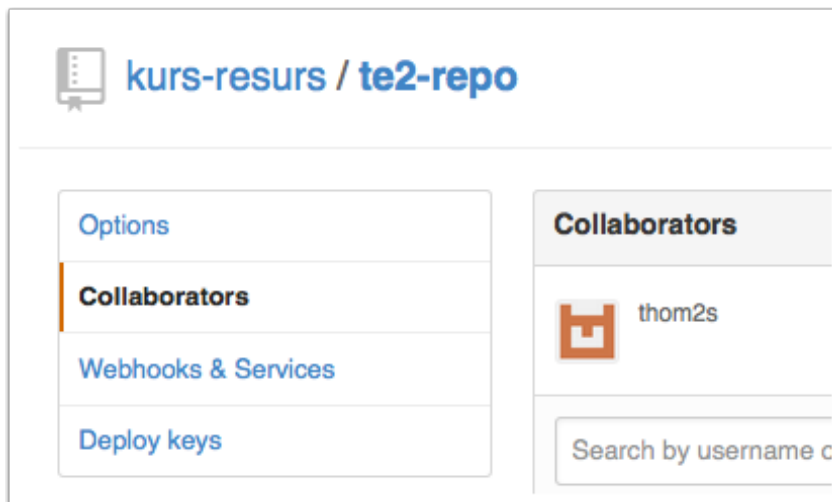 kurs-resurs / te2-repo
Options
Collaborators
Webhooks & Services
Deploy keys
Collaborators
thom2s
Search by username